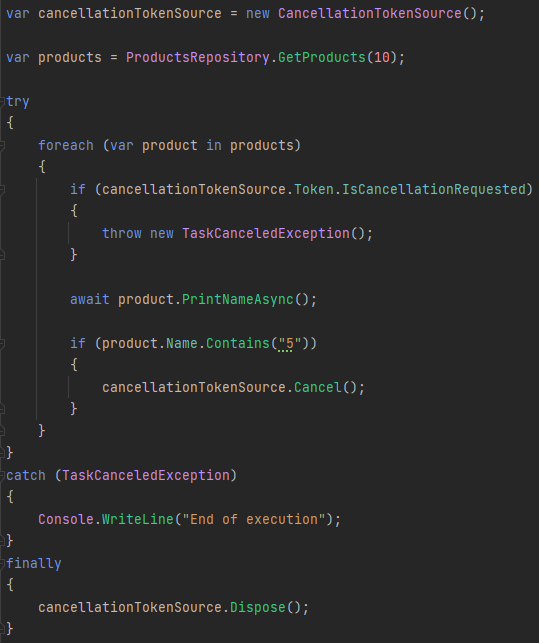 var cancellationTokenSource = new CancellationTokenSource();
var products = ProductsRepository.GetProducts(10);
try
{
foreach (var product in products)
{
if (cancellationTokenSource.Token.IsCancellationRequested)
{
throw new TaskCanceledException();
}
await product.PrintNameAsync();
if (product.Name.Contains("5"))
{
cancellationTokenSource.Cancel();
}
}
}
catch (TaskCanceledException)
{
Console.WriteLine("End of execution");
}
finally
{
cancellationTokenSource.Dispose();
}